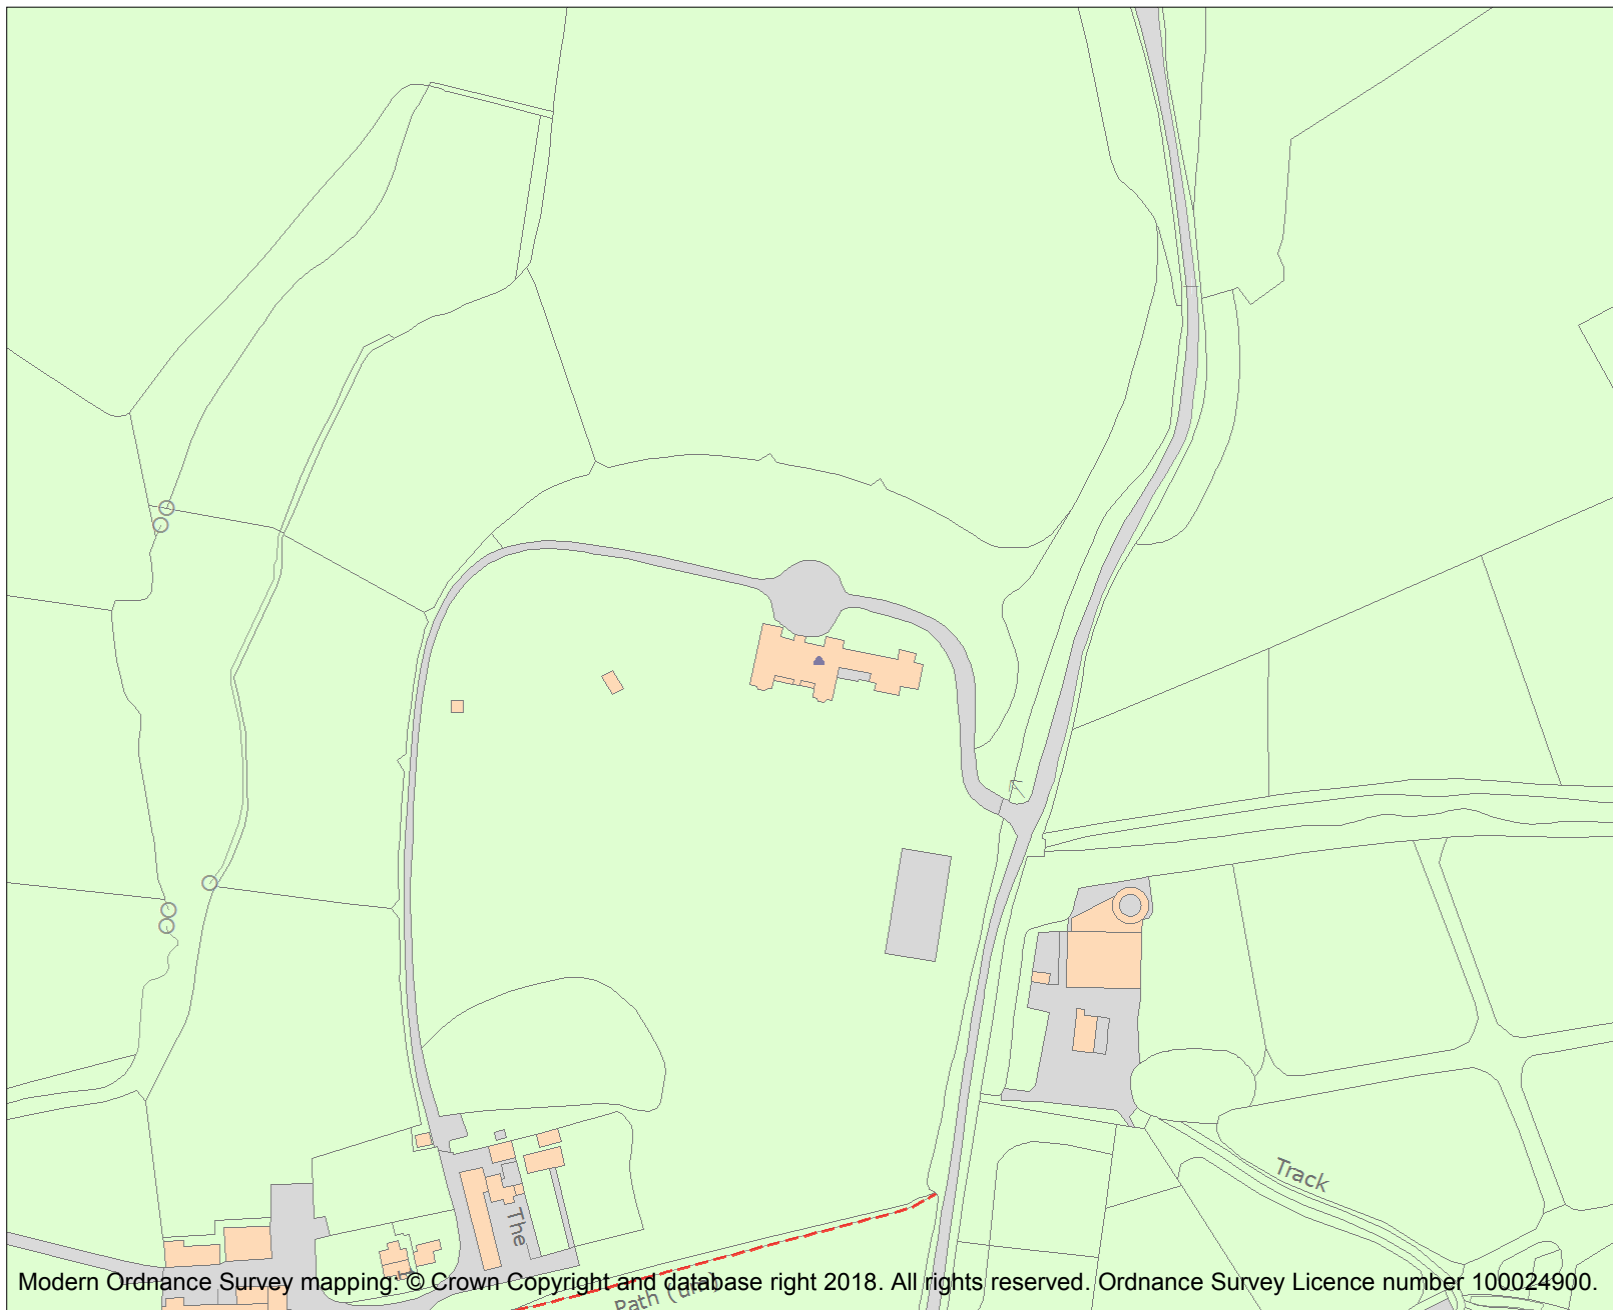 Track
The
Path (um)
Modern Ordnance Survey mapping: © Crown Copyright and database right 2018. All rights reserved. Ordnance Survey Licence number 100024900.